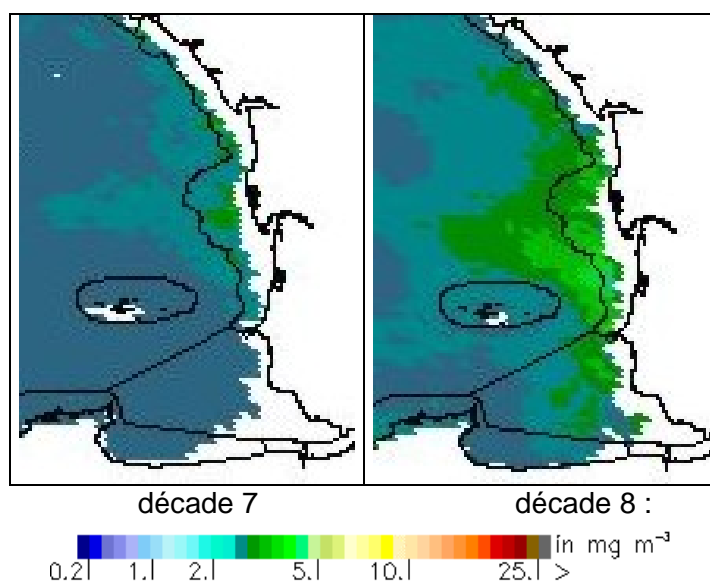 décade 7
décade 8 :
in mg m⁻³
0.2 1. 2. 5. 10. 25. >